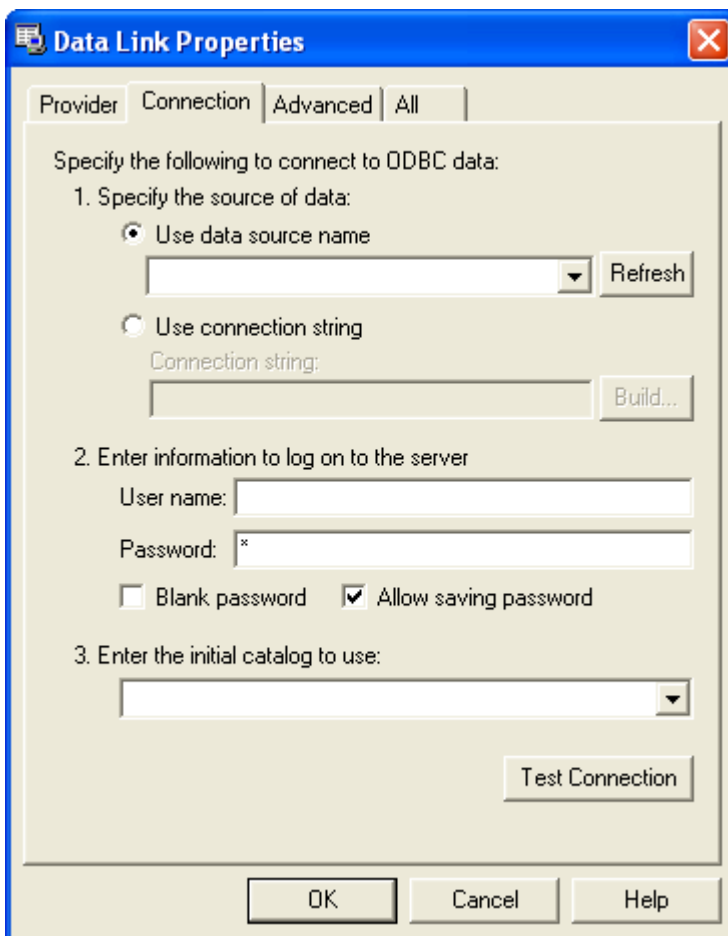 Data Link Properties
Provider Connection Advanced All
Specify the following to connect to ODBC data:
1. Specify the source of data:
Use data source name
Refresh
Use connection string
Connection string:
Build...
2. Enter information to log on to the server
User name:
Password: *
Blank password Allow saving password
3. Enter the initial catalog to use:
Test Connection
OK Cancel Help